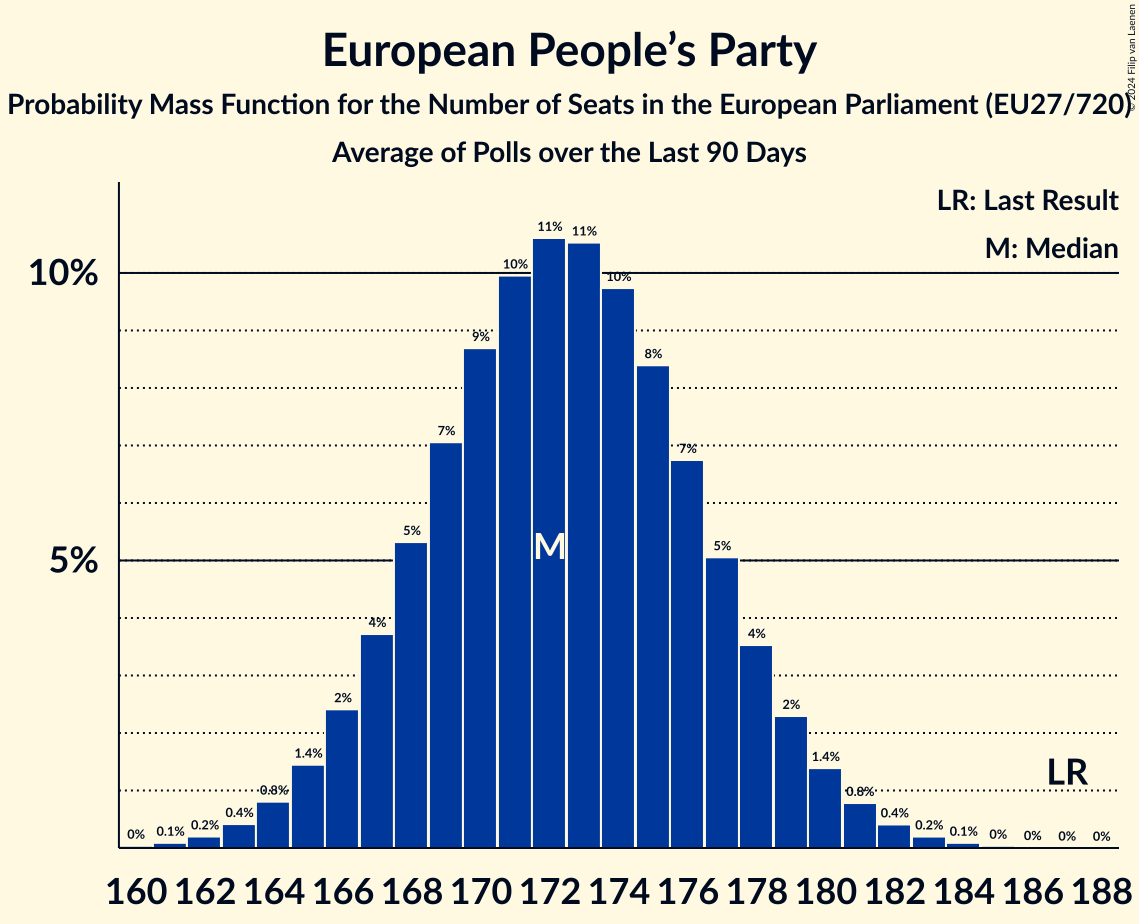 European People's Party
Probability Mass Function for the Number of Seats in the European Parliament (EU27/720)
Average of Polls over the Last 90 Days
© 2024 Filip van Laenen
LR: Last Result
M: Median
10%
5%
0% 0.1% 0.2% 0.4% 0.8% 1.4% 2% 4% 5% 7% 9% 10% 11% 11% 10% 8% 7% 5% 4% 2% 1.4% 0.8% 0.4% 0.2% 0.1% 0% 0% 0% 0%
M
LR
160 162 164 166 168 170 172 174 176 178 180 182 184 186 188